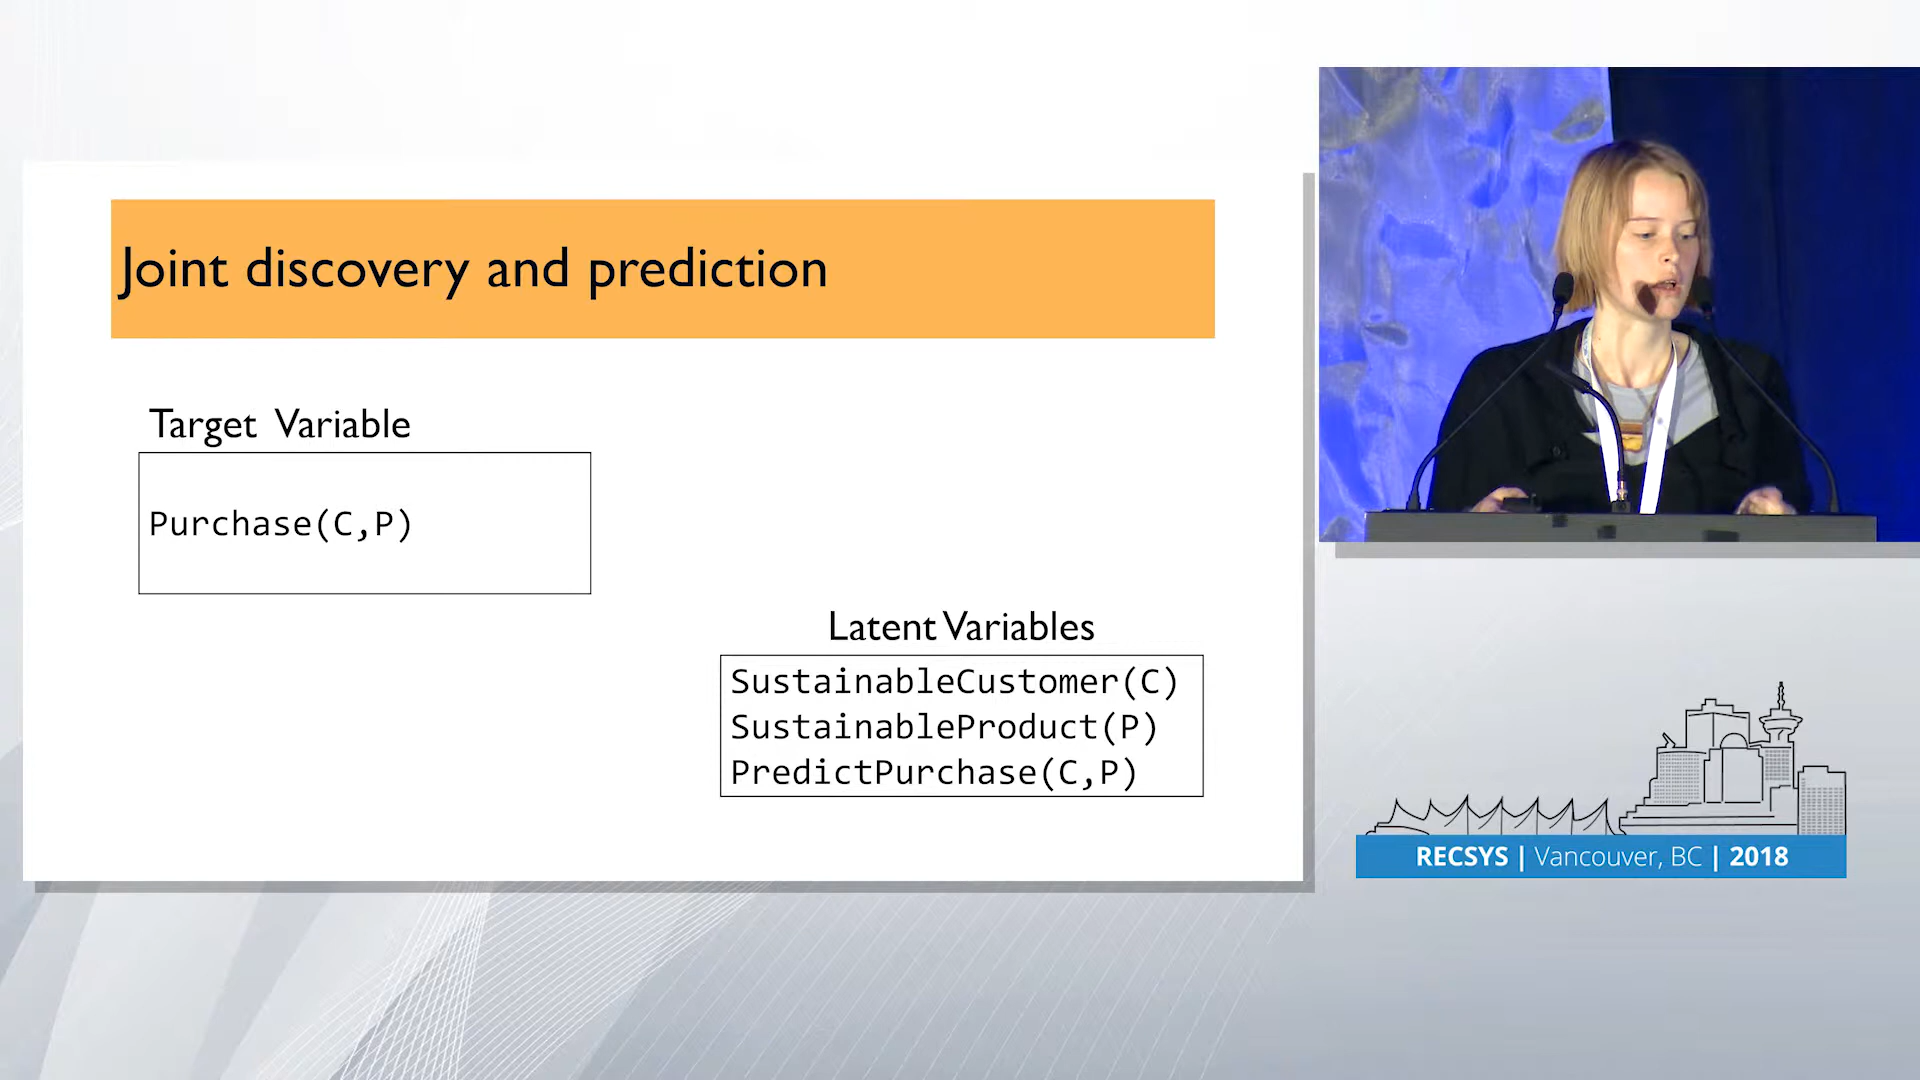 Joint discovery and prediction
Target Variable
Purchase(C,P)
Latent Variables
SustainableCustomer(C)
SustainableProduct(P)
PredictPurchase(C,P)
RECSYS | Vancouver, BC | 2018